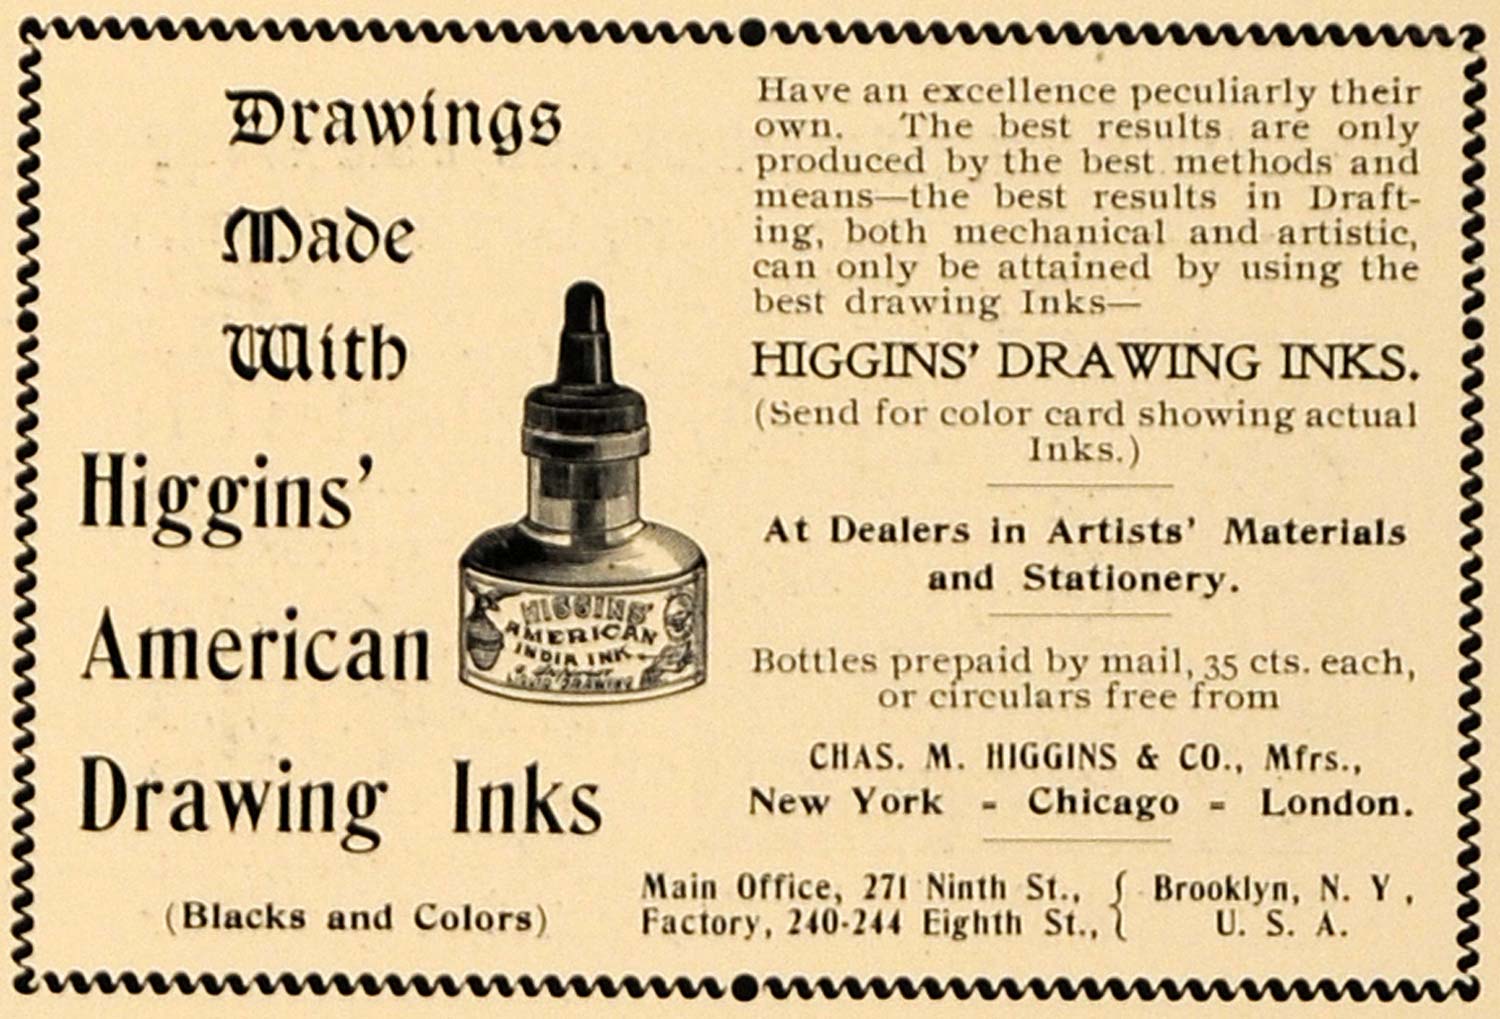 Drawings
Made
With
Higgins'
American
Drawing Inks
(Blacks and Colors)
HIGGINS'
AMERICAN
INDIA INK
Have an excellence peculiarly their
own. The best results are only
produced by the best methods and
means—the best results in Draft-
ing, both mechanical and artistic,
can only be attained by using the
best drawing Inks—
HIGGINS' DRAWING INKS.
(Send for color card showing actual
Inks.)
At Dealers in Artists' Materials
and Stationery.
Bottles prepaid by mail, 35 cts. each,
or circulars free from
CHAS. M. HIGGINS & CO., Mfrs.,
New York - Chicago - London.
Main Office, 271 Ninth St., { Brooklyn, N. Y,
Factory, 240-244 Eighth St., { U. S. A.